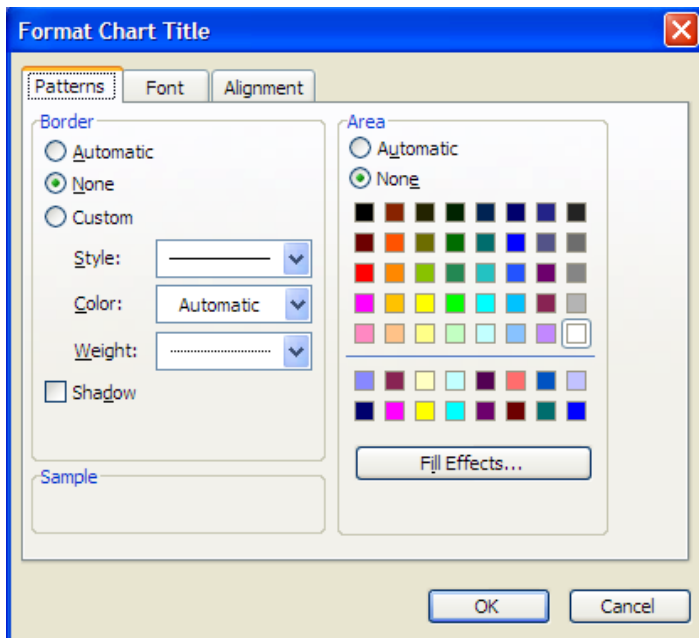 Format Chart Title
Patterns
Font
Alignment
Border
Automatic
None
Custom
Style:
Color:
Automatic
Weight:
Shadow
Sample
Area
Automatic
None
Fill Effects...
OK
Cancel